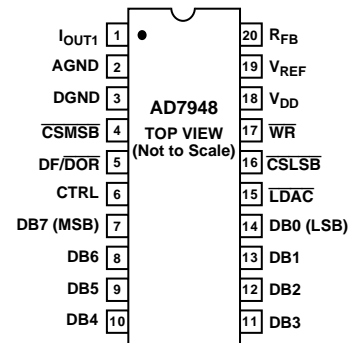 IOUT1 1 20 RFB
AGND 2 19 VREF
DGND 3 18 VDD
CSMSB 4 17 WR
DF/DOR 5 16 CSLSB
CTRL 6 15 LDAC
DB7 (MSB) 7 14 DB0 (LSB)
DB6 8 13 DB1
DB5 9 12 DB2
DB4 10 11 DB3
AD7948
TOP VIEW
(Not to Scale)